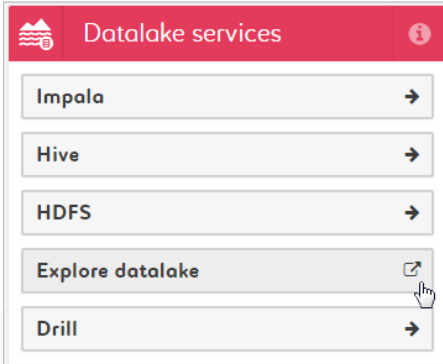 Datalake services
Impala
Hive
HDFS
Explore datalake
Drill